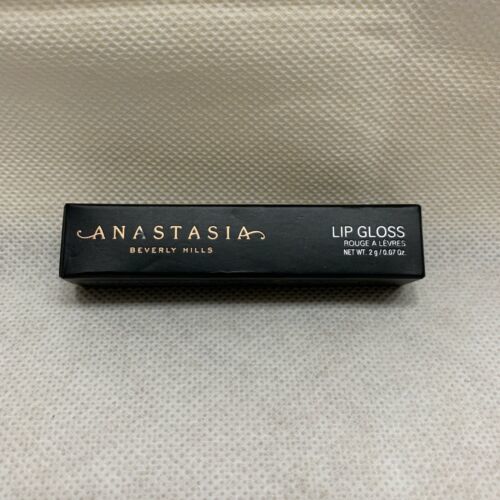 ANASTASIA
BEVERLY HILLS
LIP GLOSS
ROUGE A LÈVRES
NET WT. 2 g / 0.07 Oz.